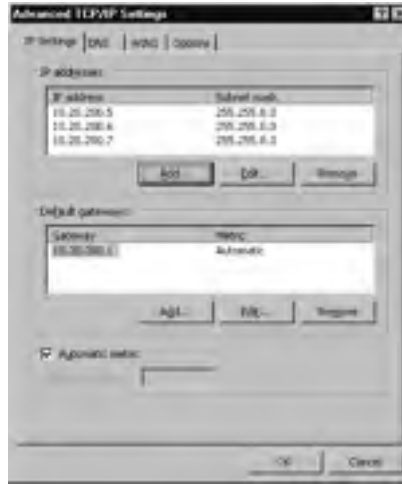 Advanced TCP/IP Settings
IP Settings DNS WINS Options
IP addresses:
IP address Subnet mask
10.20.200.5 255.255.0.0
10.20.200.6 255.255.0.0
10.20.200.7 255.255.0.0
Add... Edit... Remove
Default gateways:
Gateway Metric
Automatic
Add... Edit... Remove
Automatic metric
OK Cancel